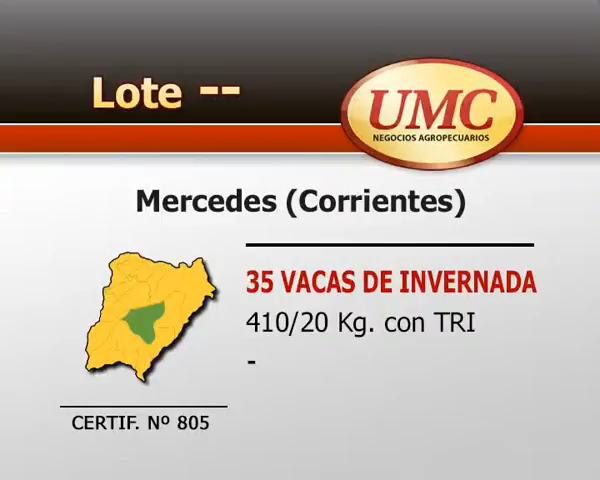 Lote --
UMC
NEGOCIOS AGROPECUARIOS
Mercedes (Corrientes)
35 VACAS DE INVERNADA
410/20 Kg. con TRI
-
CERTIF. Nº 805